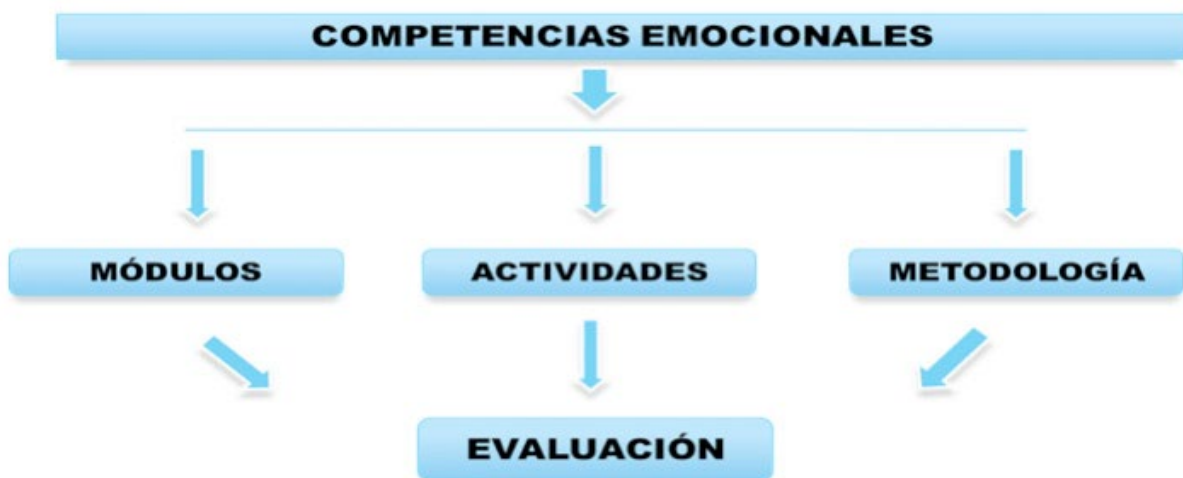 COMPETENCIAS EMOCIONALES
MÓDULOS
ACTIVIDADES
METODOLOGÍA
EVALUACIÓN